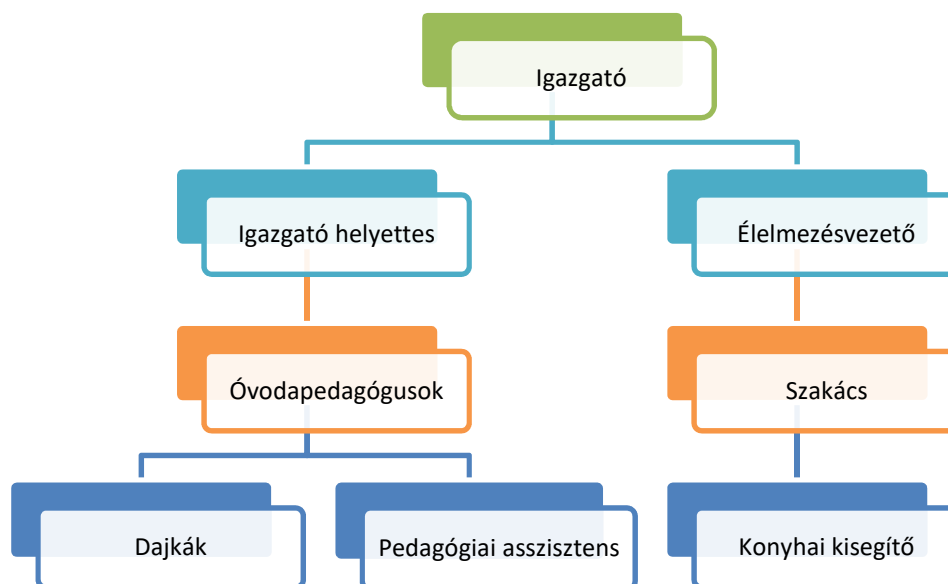 Igazgató
Igazgató helyettes
Élelmezésvezető
Óvodapedagógusok
Szakács
Dajkák
Pedagógiai asszisztens
Konyhai kisegítő